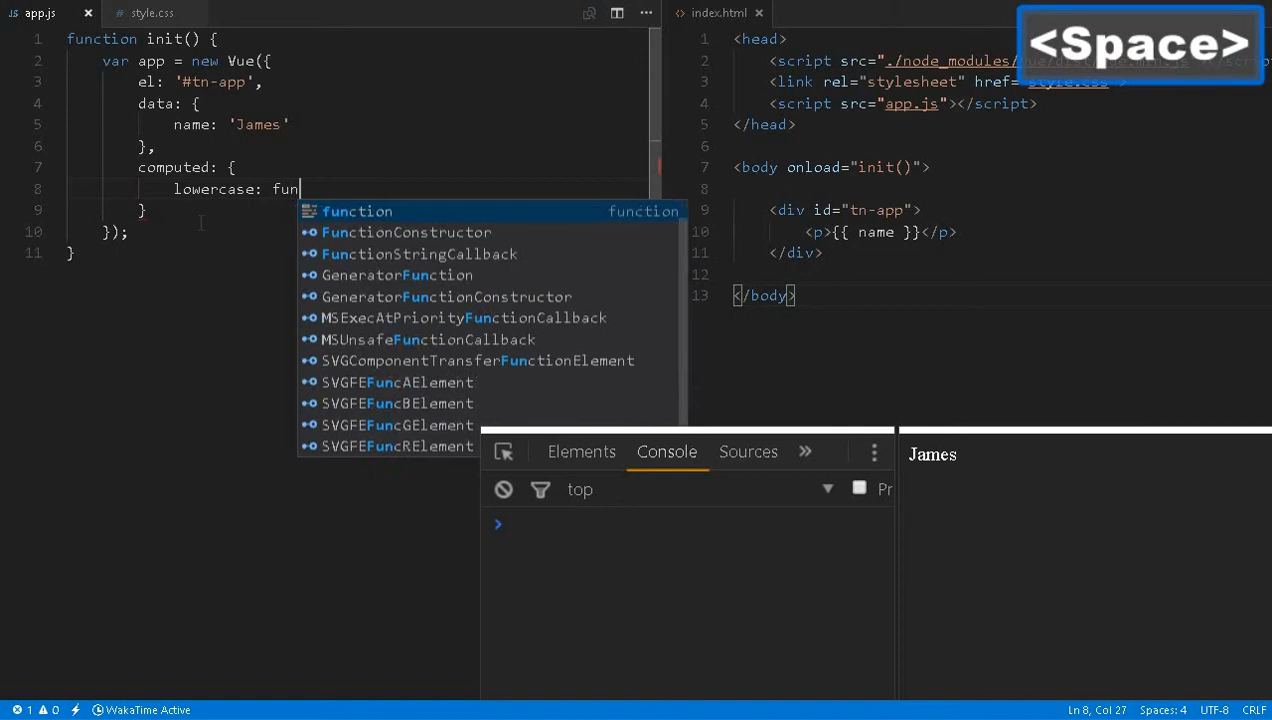 app.js
style.css
index.html
<Space>
1 function init() {
2 var app = new Vue({
3 el: '#tn-app',
4 data: {
5 name: 'James'
6 },
7 computed: {
8 lowercase: fun
9 }
10 });
11 }
function function
FunctionConstructor
FunctionStringCallback
GeneratorFunction
GeneratorFunctionConstructor
MSExecAtPriorityFunctionCallback
MSUnsafeFunctionCallback
SVGComponentTransferFunctionElement
SVGFEFuncAElement
SVGFEFuncBElement
SVGFEFuncGElement
SVGFEFuncRElement
1 <head>
2 <script src="./node_modules/
3 <link rel="stylesheet" href="style.css">
4 <script src="app.js"></script>
5 </head>
6
7 <body onload="init()">
8
9 <div id="tn-app">
10 <p>{{ name }}</p>
11 </div>
12
13 </body>
Elements Console Sources »
top Pr
>
James
1 0 WakaTime Active
Ln 8, Col 27 Spaces: 4 UTF-8 CRLF